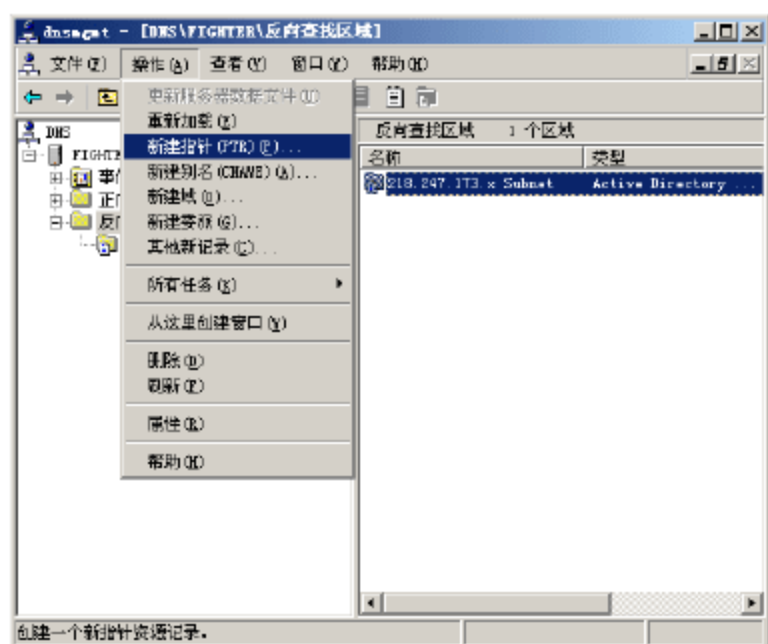 dnsmgmt - [DNS\FIGHTER\反向查找区域]
文件(F) 操作(A) 查看(V) 窗口(W) 帮助(H)
更新服务器数据文件(U)
重新加载(E)
新建指针(PTR)(P)...
新建别名(CNAME)(A)...
新建域(O)...
新建委派(G)...
其他新记录(C)...
所有任务(K)
从这里创建窗口(W)
删除(D)
刷新(F)
属性(R)
帮助(H)
DNS
FIGHTE
事
正
反
反向查找区域 1 个区域
名称 类型
218.247.173.x Subnet Active Directory ...
创建一个新指针资源记录。